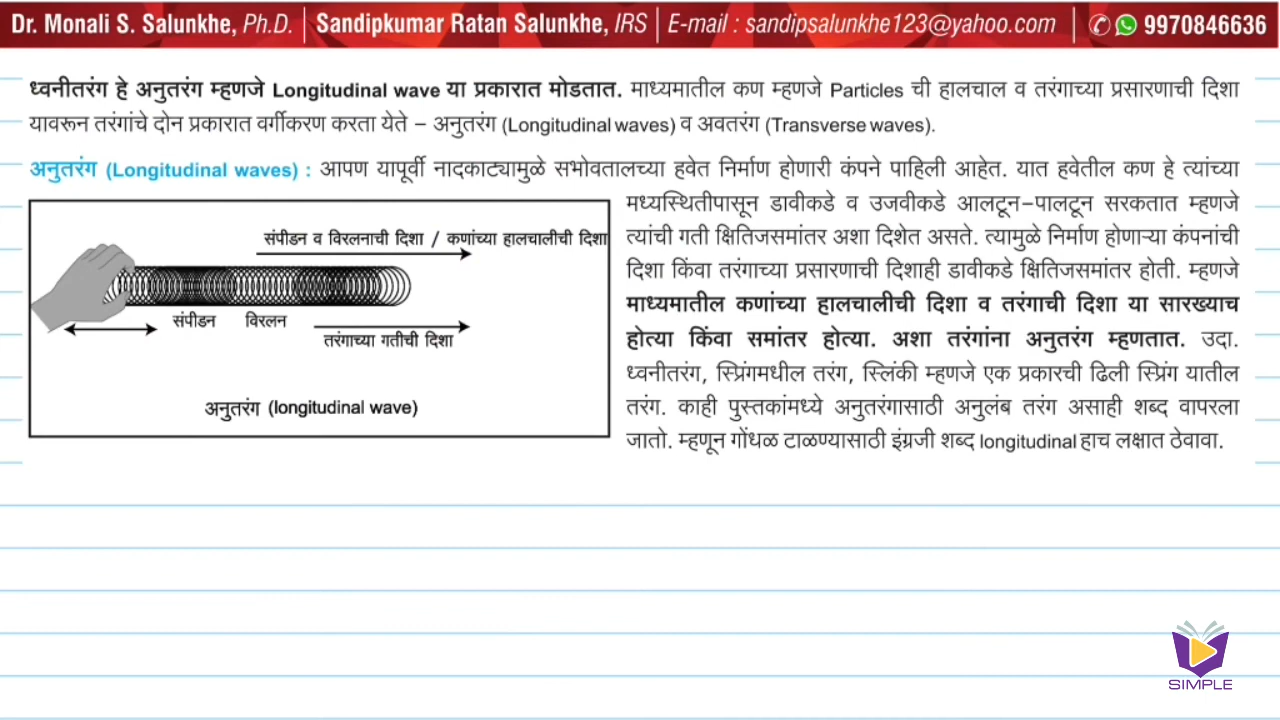 Dr. Monali S. Salunkhe, Ph.D. | Sandipkumar Ratan Salunkhe, IRS | E-mail : sandipsalunkhe123@yahoo.com | 9970846636
ध्वनीतरंग हे अनुतरंग म्हणजे Longitudinal wave या प्रकारात मोडतात. माध्यमातील कण म्हणजे Particles ची हालचाल व तरंगाच्या प्रसारणाची दिशा
यावरून तरंगांचे दोन प्रकारात वर्गीकरण करता येते – अनुतरंग (Longitudinal waves) व अवतरंग (Transverse waves).
अनुतरंग (Longitudinal waves) : आपण यापूर्वी नादकाट्यामुळे सभोवतालच्या हवेत निर्माण होणारी कंपने पाहिली आहेत. यात हवेतील कण हे त्यांच्या
मध्यस्थितीपासून डावीकडे व उजवीकडे आलटून-पालटून सरकतात म्हणजे
त्यांची गती क्षितिजसमांतर अशा दिशेत असते. त्यामुळे निर्माण होणाऱ्या कंपनांची
दिशा किंवा तरंगाच्या प्रसारणाची दिशाही डावीकडे क्षितिजसमांतर होती. म्हणजे
माध्यमातील कणांच्या हालचालीची दिशा व तरंगाची दिशा या सारख्याच
होत्या किंवा समांतर होत्या. अशा तरंगांना अनुतरंग म्हणतात. उदा.
ध्वनीतरंग, स्प्रिंगमधील तरंग, स्लिंकी म्हणजे एक प्रकारची ढिली स्प्रिंग यातील
तरंग. काही पुस्तकांमध्ये अनुतरंगासाठी अनुलंब तरंग असाही शब्द वापरला
जातो. म्हणून गोंधळ टाळण्यासाठी इंग्रजी शब्द longitudinal हाच लक्षात ठेवावा.
संपीडन व विरलनाची दिशा / कणांच्या हालचालीची दिशा
संपीडन विरलन
तरंगाच्या गतीची दिशा
अनुतरंग (longitudinal wave)
SIMPLE